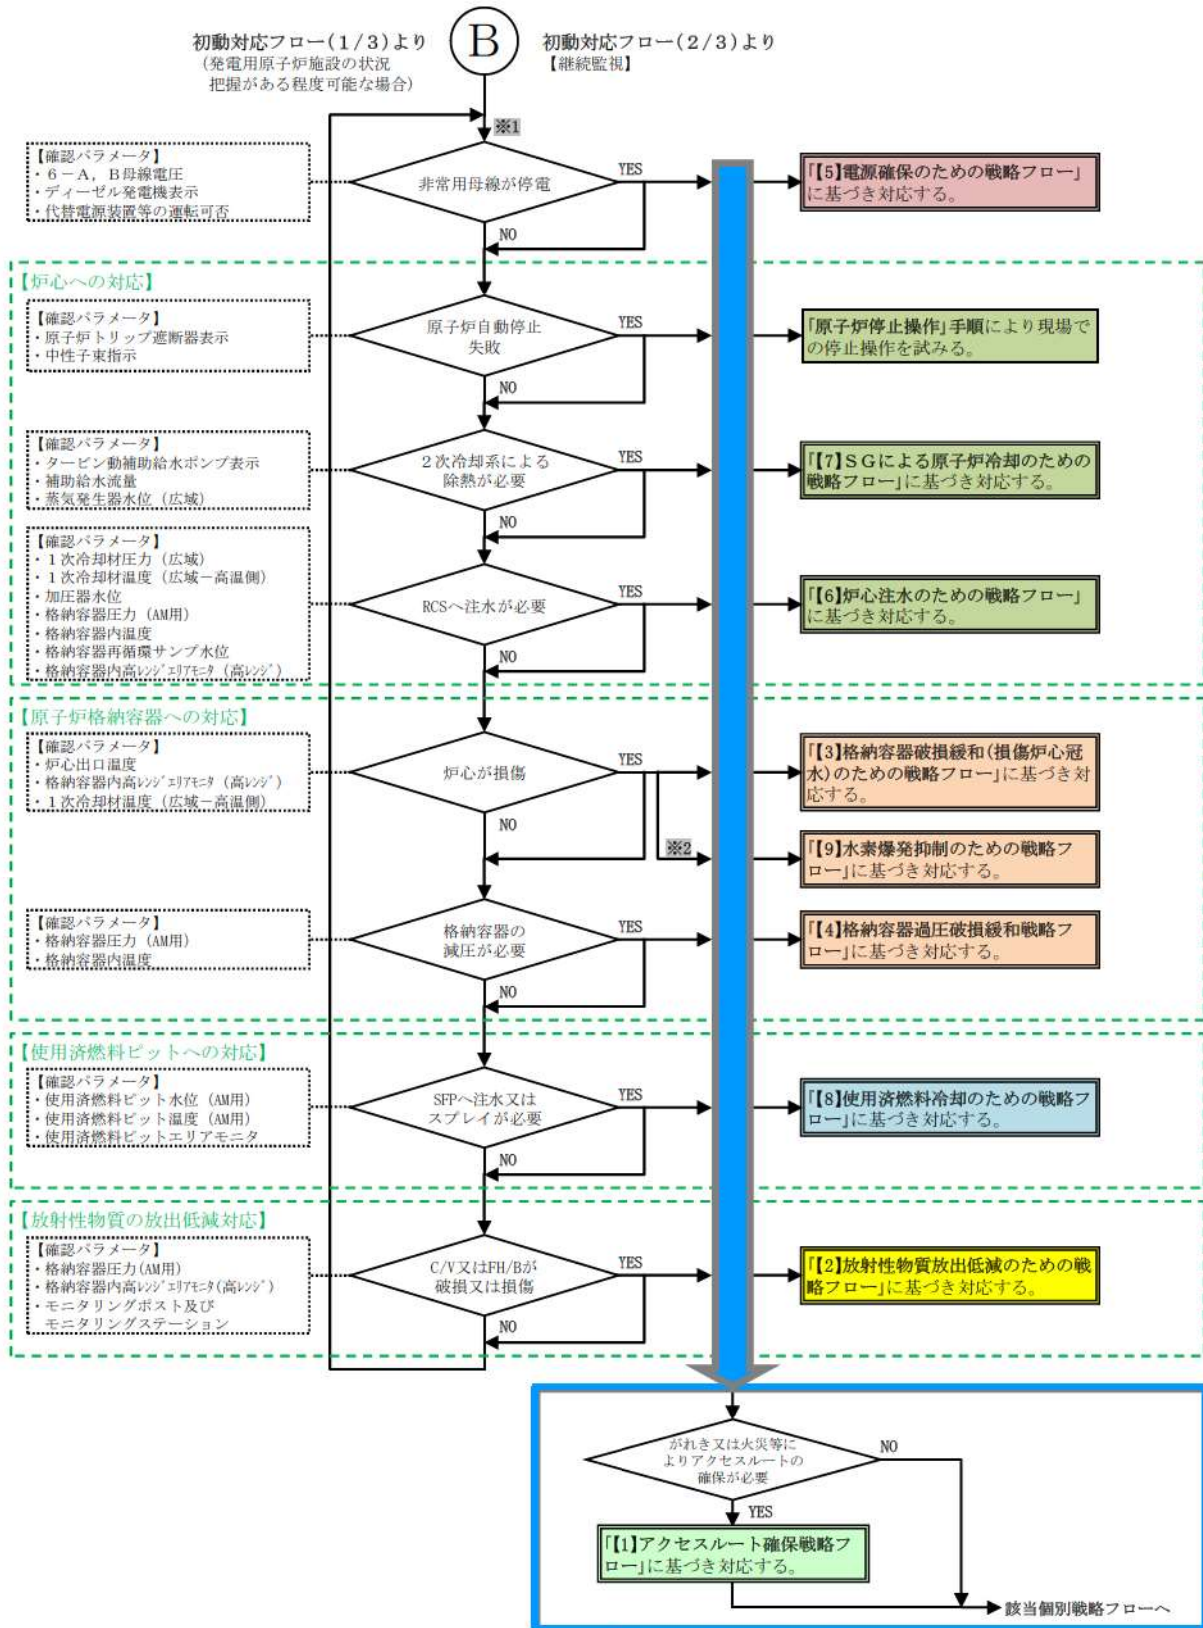 初動対応フロー(1/3)より
(発電用原子炉施設の状況
把握がある程度可能な場合)
B
初動対応フロー(2/3)より
【継続監視】
※1
【確認パラメータ】
・6－A，B母線電圧
・ディーゼル発電機表示
・代替電源装置等の運転可否
非常用母線が停電
YES
NO
「【5】電源確保のための戦略フロー」
に基づき対応する。
【炉心への対応】
【確認パラメータ】
・原子炉トリップ遮断器表示
・中性子束指示
原子炉自動停止
失敗
YES
NO
「原子炉停止操作」手順により現場で
の停止操作を試みる。
【確認パラメータ】
・タービン動補助給水ポンプ表示
・補助給水流量
・蒸気発生器水位（広域）
2次冷却系による
除熱が必要
YES
NO
「【7】SGによる原子炉冷却のための
戦略フロー」に基づき対応する。
【確認パラメータ】
・1次冷却材圧力（広域）
・1次冷却材温度（広域－高温側）
・加圧器水位
・格納容器圧力（AM用）
・格納容器内温度
・格納容器再循環サンプ水位
・格納容器内高ﾚﾝｼﾞｴﾘｱﾓﾆﾀ（高ﾚﾝｼﾞ）
RCSへ注水が必要
YES
NO
「【6】炉心注水のための戦略フロー」
に基づき対応する。
【原子炉格納容器への対応】
【確認パラメータ】
・炉心出口温度
・格納容器内高ﾚﾝｼﾞｴﾘｱﾓﾆﾀ（高ﾚﾝｼﾞ）
・1次冷却材温度（広域－高温側）
炉心が損傷
YES
NO
※2
「【3】格納容器破損緩和(損傷炉心冠
水)のための戦略フロー」に基づき対
応する。
「【9】水素爆発抑制のための戦略フ
ロー」に基づき対応する。
【確認パラメータ】
・格納容器圧力（AM用）
・格納容器内温度
格納容器の
減圧が必要
YES
NO
「【4】格納容器過圧破損緩和戦略フ
ロー」に基づき対応する。
【使用済燃料ピットへの対応】
【確認パラメータ】
・使用済燃料ピット水位（AM用）
・使用済燃料ピット温度（AM用）
・使用済燃料ピットエリアモニタ
SFPへ注水又は
スプレイが必要
YES
NO
「【8】使用済燃料冷却のための戦略フ
ロー」に基づき対応する。
【放射性物質の放出低減対応】
【確認パラメータ】
・格納容器圧力(AM用)
・格納容器内高ﾚﾝｼﾞｴﾘｱﾓﾆﾀ(高ﾚﾝｼﾞ)
・モニタリングポスト及び
モニタリングステーション
C/V又はFH/Bが
破損又は損傷
YES
NO
「【2】放射性物質放出低減のための戦
略フロー」に基づき対応する。
がれき又は火災等に
よりアクセスルートの
確保が必要
NO
YES
「【1】アクセスルート確保戦略フ
ロー」に基づき対応する。
該当個別戦略フローへ